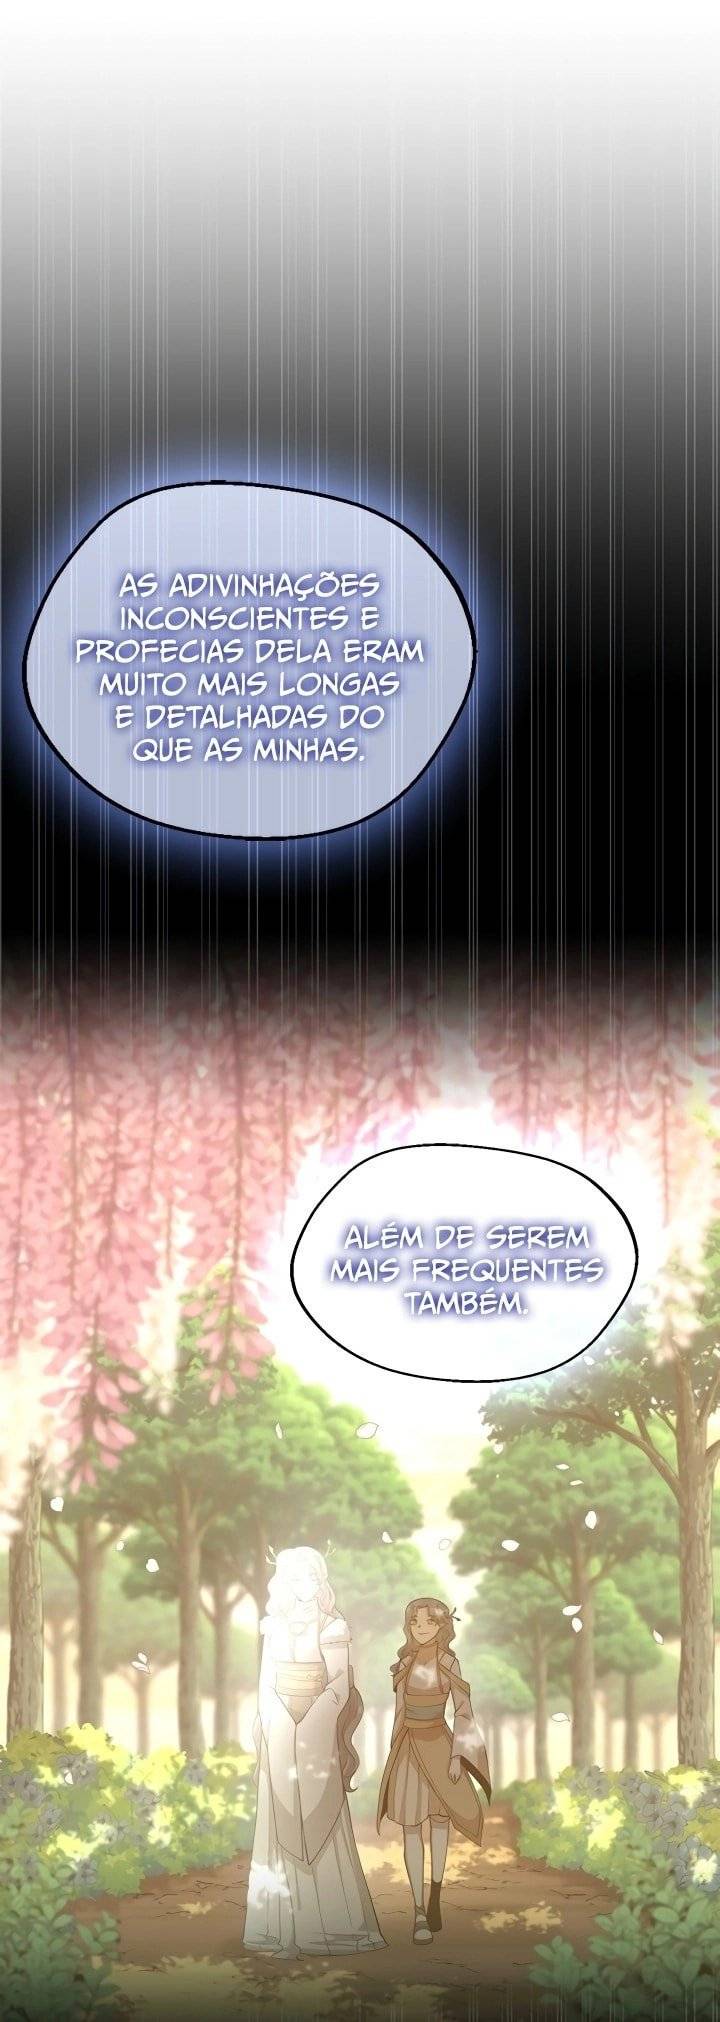 AS ADIVINHAÇÕES
INCONSCIENTES E
PROFECIAS DELA ERAM
MUITO MAIS LONGAS
E DETALHADAS DO
QUE AS MINHAS.
ALÉM DE SEREM
MAIS FREQUENTES
TAMBÉM.